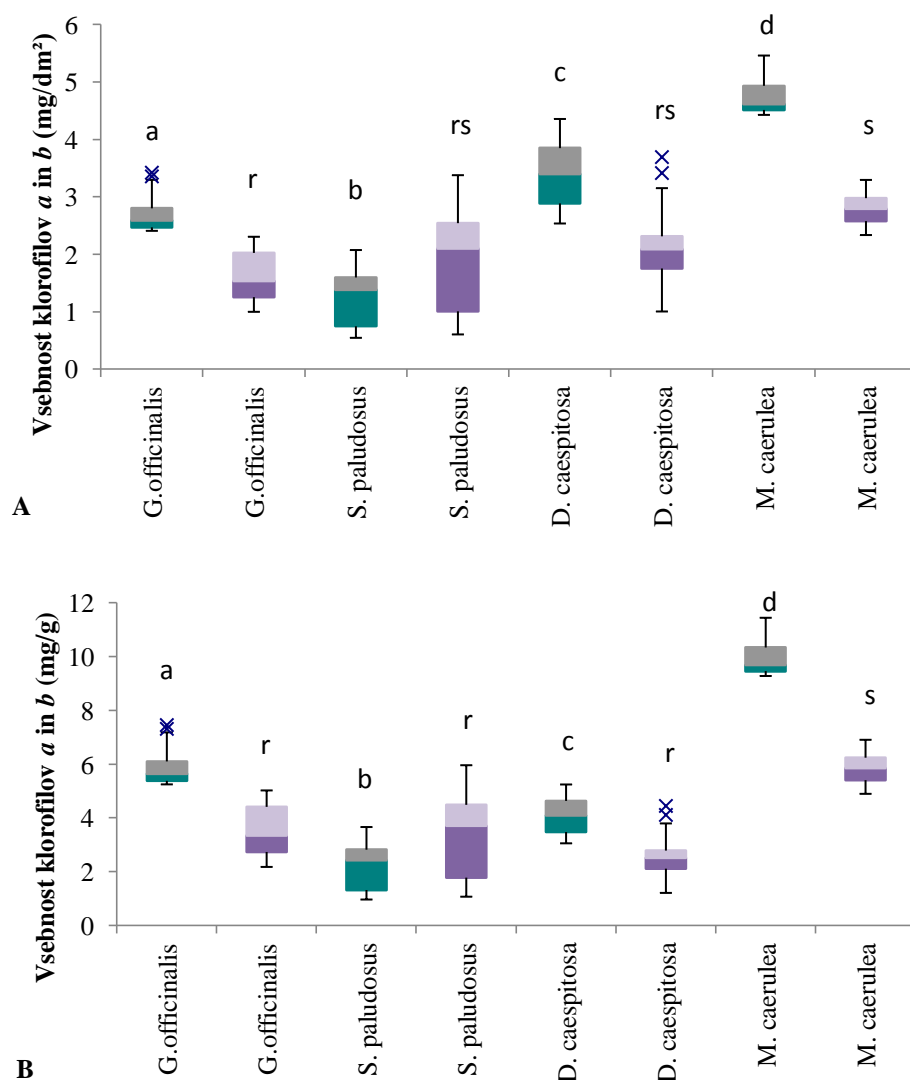 Vsebnost klorofilov a in b (mg/dm²)
6
5
4
3
2
1
0
a
r
b
rs
c
rs
d
s
G.officinalis
G.officinalis
S. paludosus
S. paludosus
D. caespitosa
D. caespitosa
M. caerulea
M. caerulea
A
Vsebnost klorofilov a in b (mg/g)
12
10
8
6
4
2
0
a
r
b
r
c
r
d
s
G.officinalis
G.officinalis
S. paludosus
S. paludosus
D. caespitosa
D. caespitosa
M. caerulea
M. caerulea
B